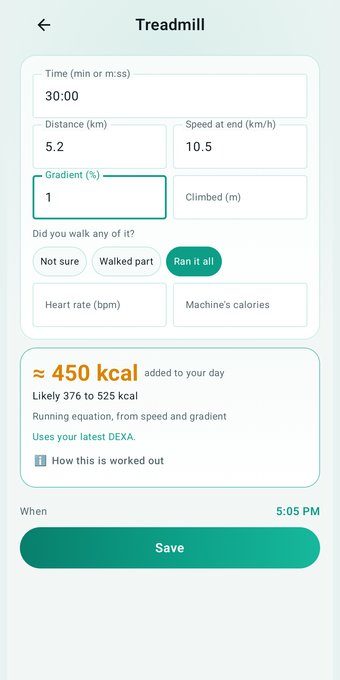 Treadmill
Time (min or m:ss)
30:00
Distance (km)
5.2
Speed at end (km/h)
10.5
Gradient (%)
1
Climbed (m)
Did you walk any of it?
Not sure
Walked part
Ran it all
Heart rate (bpm)
Machine's calories
≈ 450 kcal added to your day
Likely 376 to 525 kcal
Running equation, from speed and gradient
Uses your latest DEXA.
ℹ️ How this is worked out
When
5:05 PM
Save